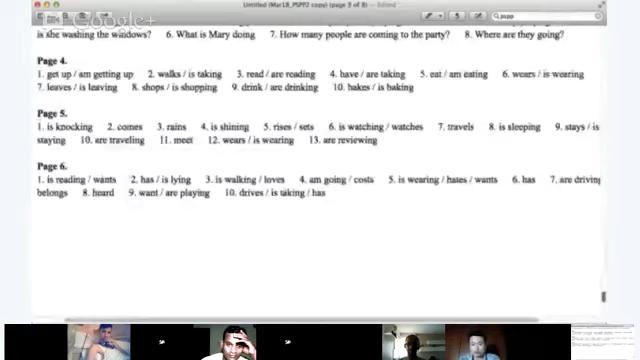 Untitled (Mar18_PSPP2 copy) (page 3 of 8) — Edited
pspp
Google+
is she washing the windows? 6. What is Mary doing 7. How many people are coming to the party? 8. Where are they going?
Page 4.
1. get up / am getting up 2. walks / is taking 3. read / are reading 4. have / are taking 5. eat / am eating 6. wears / is wearing
7. leaves / is leaving 8. shops / is shopping 9. drink / are drinking 10. bakes / is baking
Page 5.
1. is knocking 2. comes 3. rains 4. is shining 5. rises / sets 6. is watching / watches 7. travels 8. is sleeping 9. stays / is
staying 10. are traveling 11. meet 12. wears / is wearing 13. are reviewing
Page 6.
1. is reading / wants 2. has / is lying 3. is walking / loves 4. am going / costs 5. is wearing / hates / wants 6. has 7. are driving
belongs 8. heard 9. want / are playing 10. drives / is taking / has